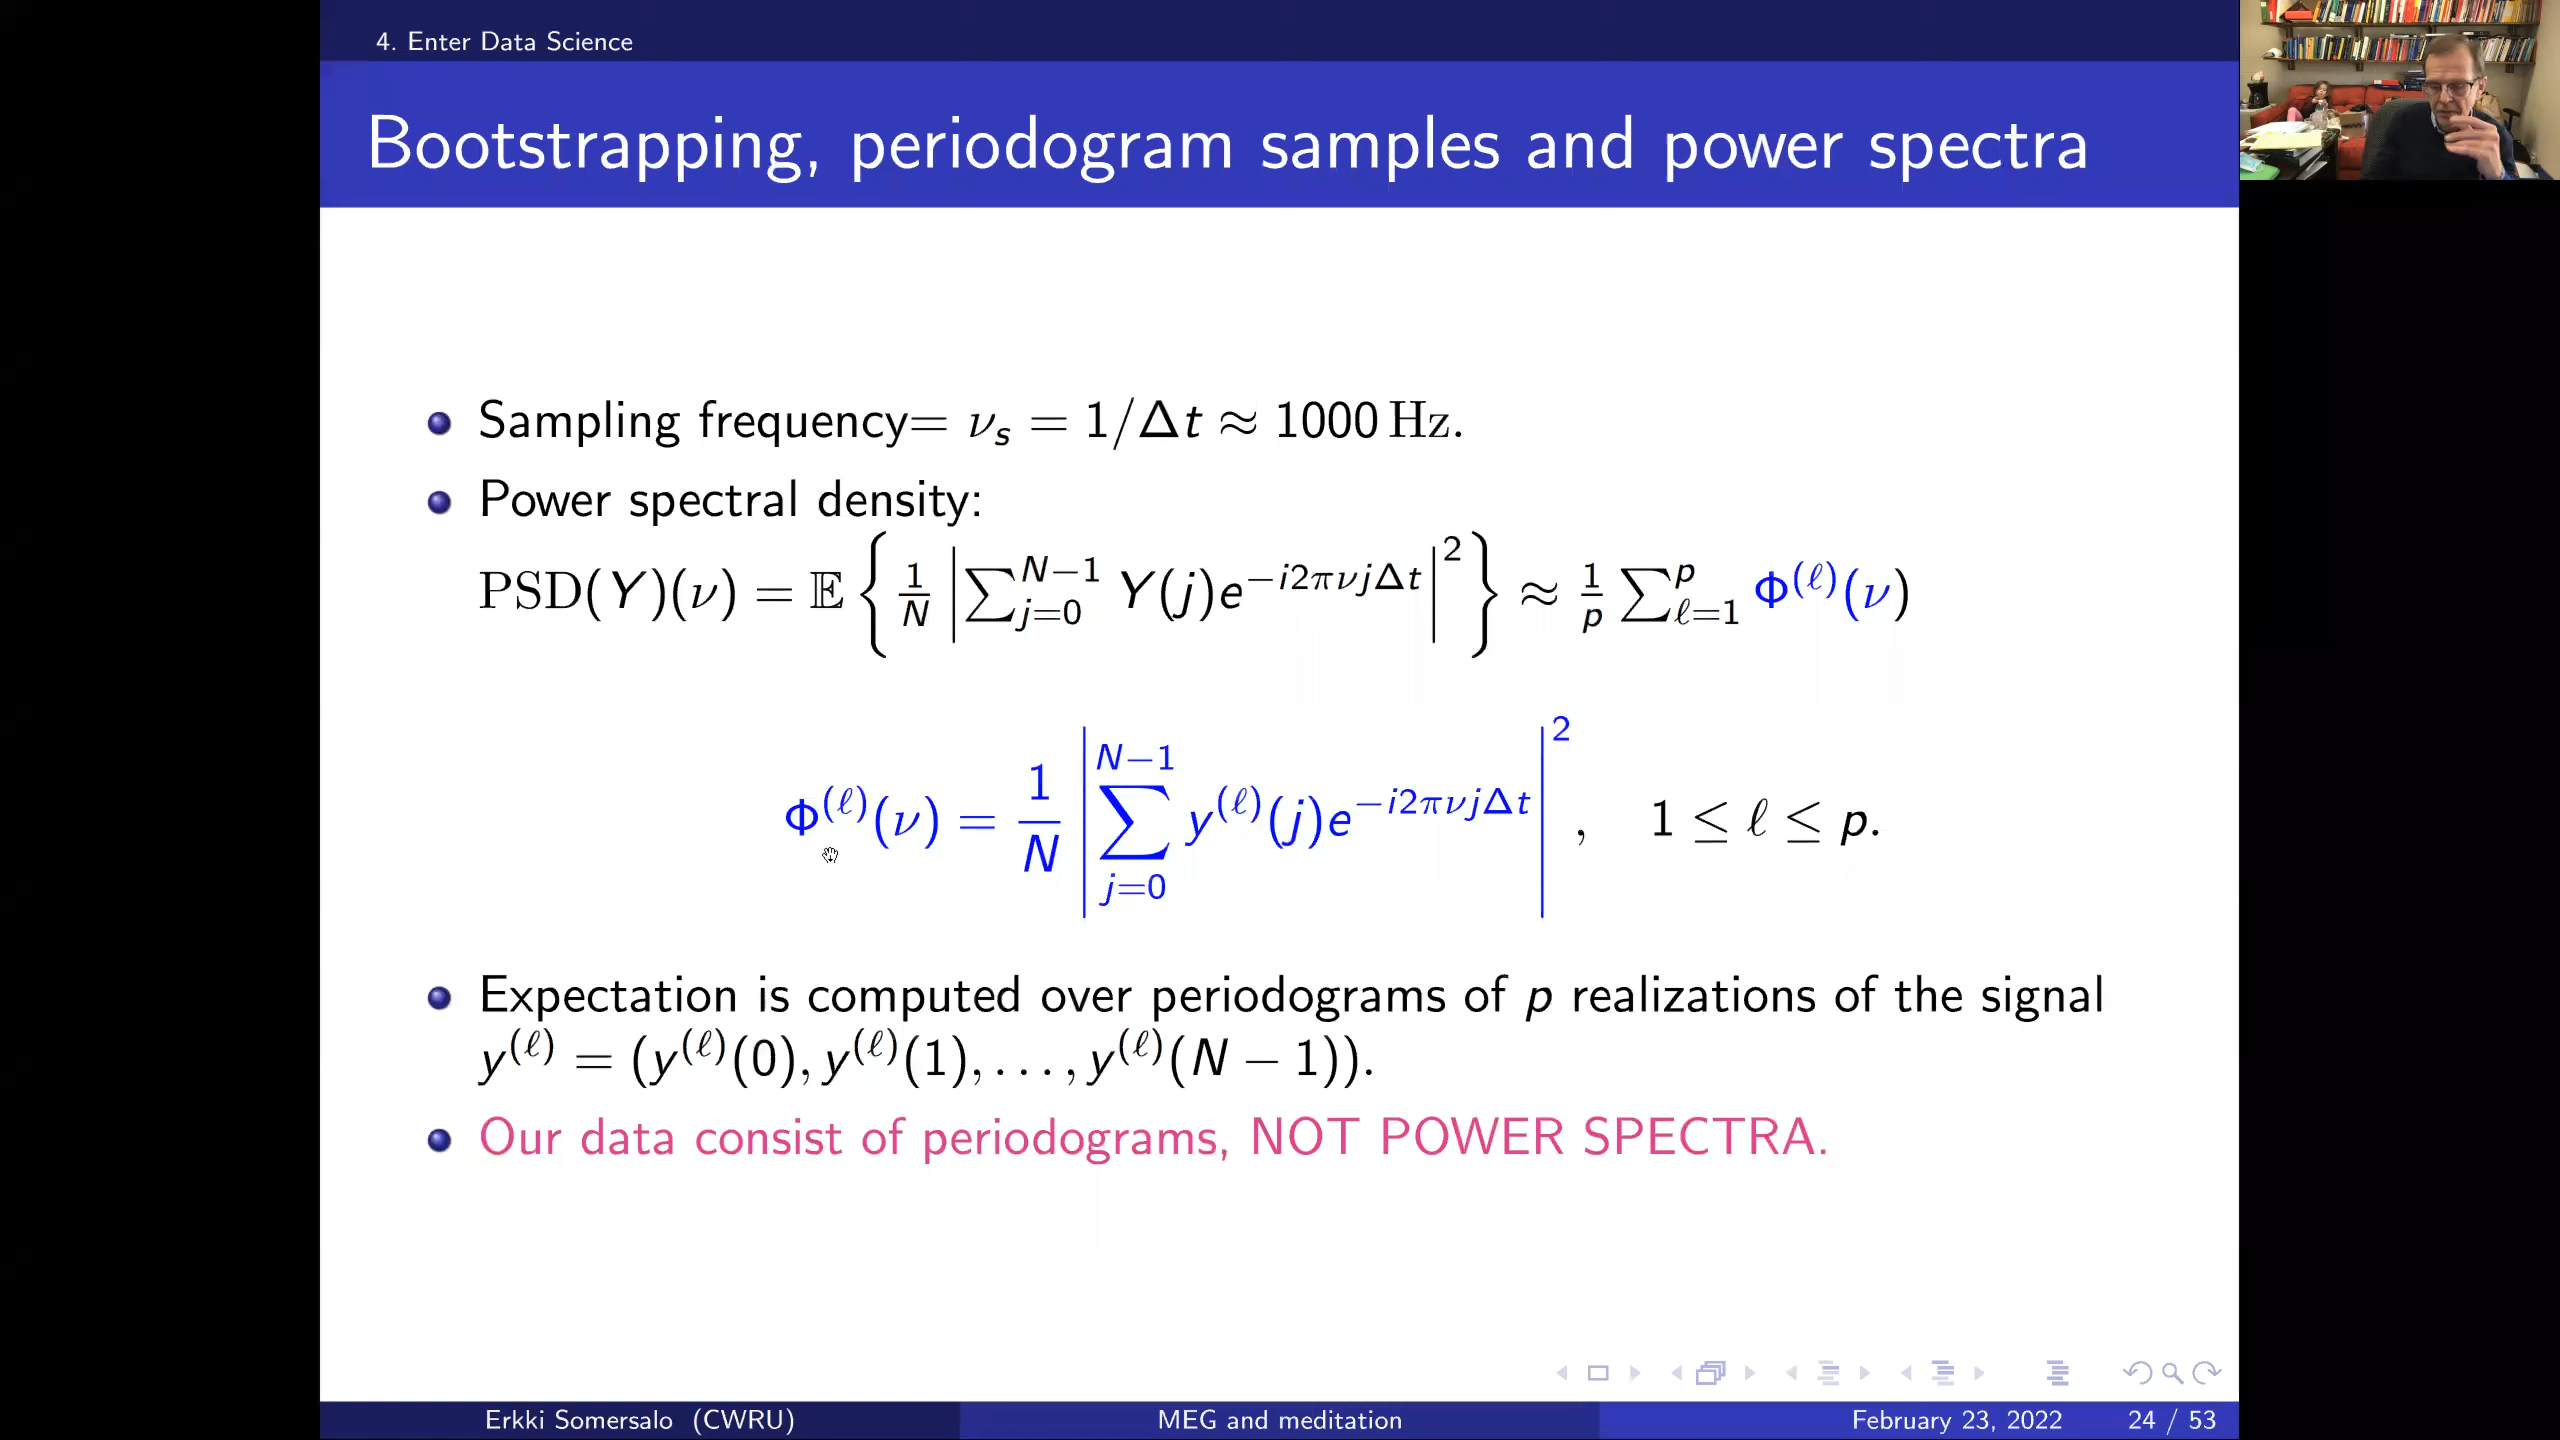 4. Enter Data Science
Bootstrapping, periodogram samples and power spectra
Sampling frequency= ν_s = 1/Δt ≈ 1000 Hz.
Power spectral density:
PSD(Y)(ν) = 𝔼 { 1/N |∑_{j=0}^{N−1} Y(j)e^{−i2πνjΔt}|^2 } ≈ 1/p ∑_{ℓ=1}^{p} Φ^{(ℓ)}(ν)
Φ^{(ℓ)}(ν) = 1/N |∑_{j=0}^{N−1} y^{(ℓ)}(j)e^{−i2πνjΔt}|^2 , 1 ≤ ℓ ≤ p.
Expectation is computed over periodograms of p realizations of the signal
y^{(ℓ)} = (y^{(ℓ)}(0), y^{(ℓ)}(1), . . . , y^{(ℓ)}(N − 1)).
Our data consist of periodograms, NOT POWER SPECTRA.
Erkki Somersalo (CWRU) MEG and meditation February 23, 2022 24 / 53